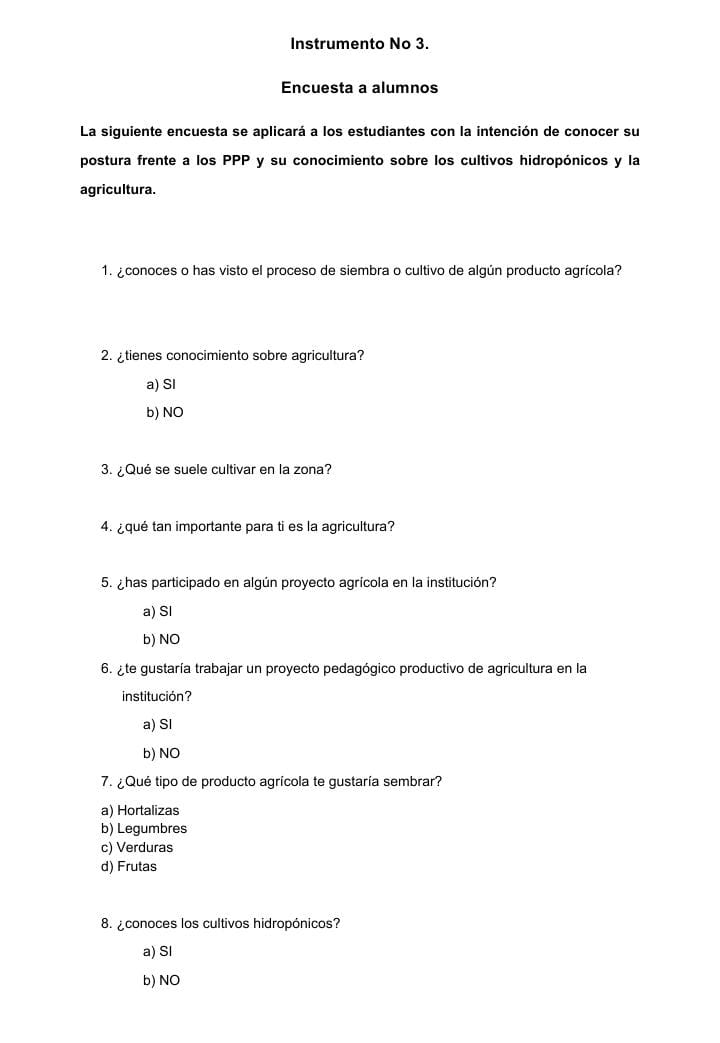 Instrumento No 3.
Encuesta a alumnos
La siguiente encuesta se aplicará a los estudiantes con la intención de conocer su
postura frente a los PPP y su conocimiento sobre los cultivos hidropónicos y la
agricultura.
1. ¿conoces o has visto el proceso de siembra o cultivo de algún producto agrícola?
2. ¿tienes conocimiento sobre agricultura?
a) SI
b) NO
3. ¿Qué se suele cultivar en la zona?
4. ¿qué tan importante para ti es la agricultura?
5. ¿has participado en algún proyecto agrícola en la institución?
a) SI
b) NO
6. ¿te gustaría trabajar un proyecto pedagógico productivo de agricultura en la
institución?
a) SI
b) NO
7. ¿Qué tipo de producto agrícola te gustaría sembrar?
a) Hortalizas
b) Legumbres
c) Verduras
d) Frutas
8. ¿conoces los cultivos hidropónicos?
a) SI
b) NO